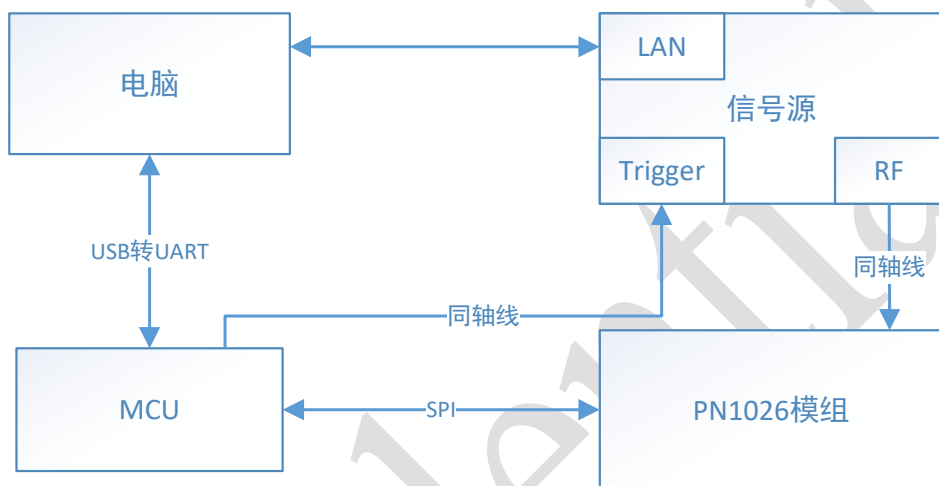 电脑
LAN
信号源
Trigger
RF
USB转UART
同轴线
同轴线
MCU
SPI
PN1026模组